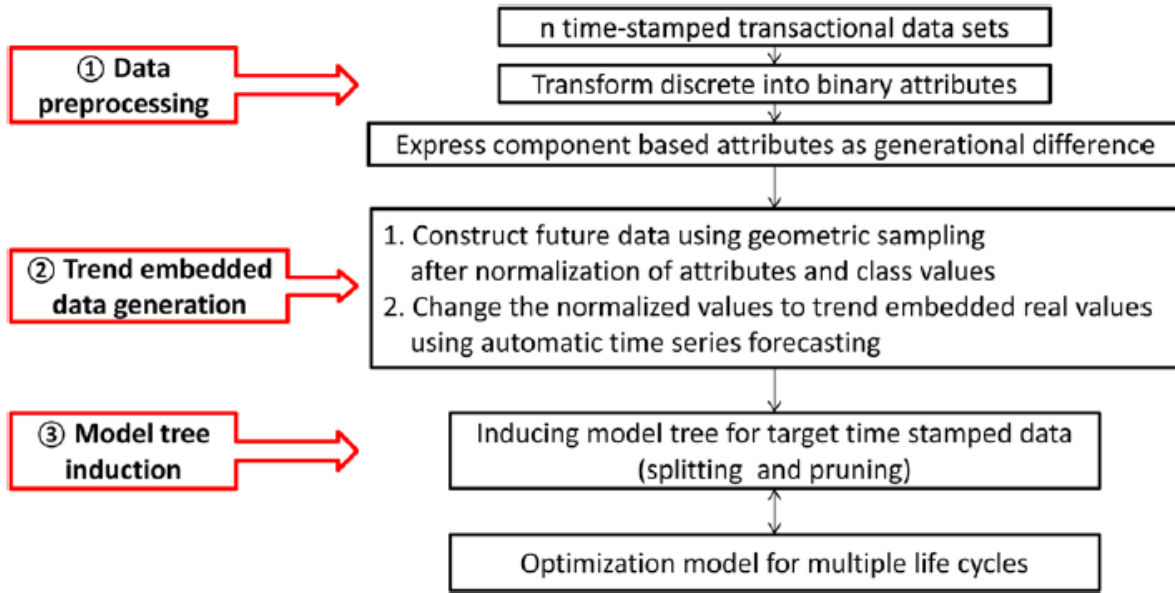 ① Data
preprocessing
n time-stamped transactional data sets
Transform discrete into binary attributes
Express component based attributes as generational difference
② Trend embedded
data generation
1. Construct future data using geometric sampling
after normalization of attributes and class values
2. Change the normalized values to trend embedded real values
using automatic time series forecasting
③ Model tree
induction
Inducing model tree for target time stamped data
(splitting and pruning)
Optimization model for multiple life cycles